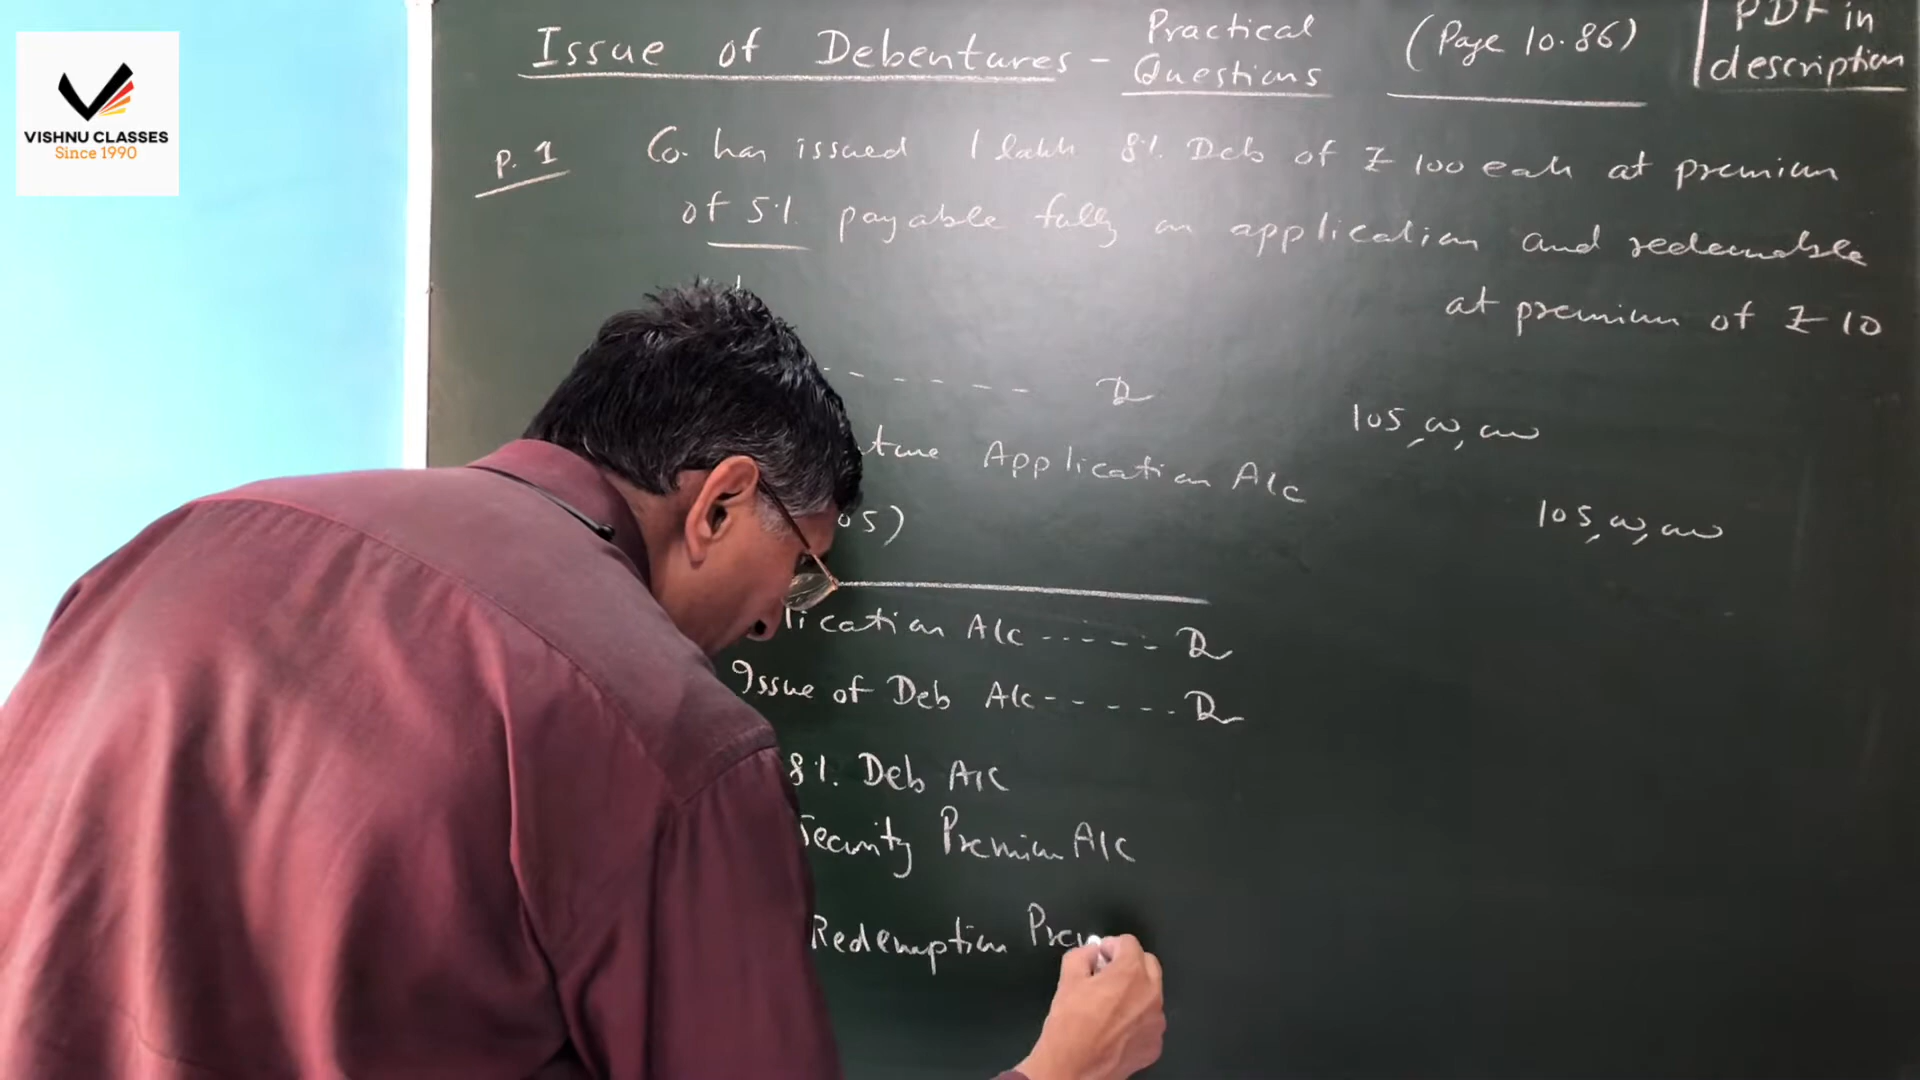 VISHNU CLASSES
Since 1990
Issue of Debentures - Practical Questions (Page 10.86)
PDF in description
P. 1 Co. has issued 1 lakh 8% Deb of ₹ 100 each at premium
of 5% payable fully on application and redeemable
at premium of ₹ 10
------ Dr 105,00,000
ture Application A/c 105,00,000
05)
lication A/c ----- Dr
Issue of Deb A/c ----- Dr
8%. Deb A/c
Security Premium A/c
Redemption Prem